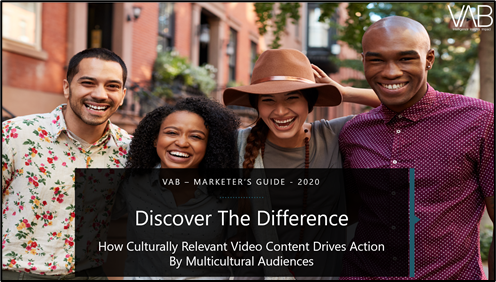 VAB
VAB – MARKETER'S GUIDE - 2020
Discover The Difference
How Culturally Relevant Video Content Drives Action
By Multicultural Audiences